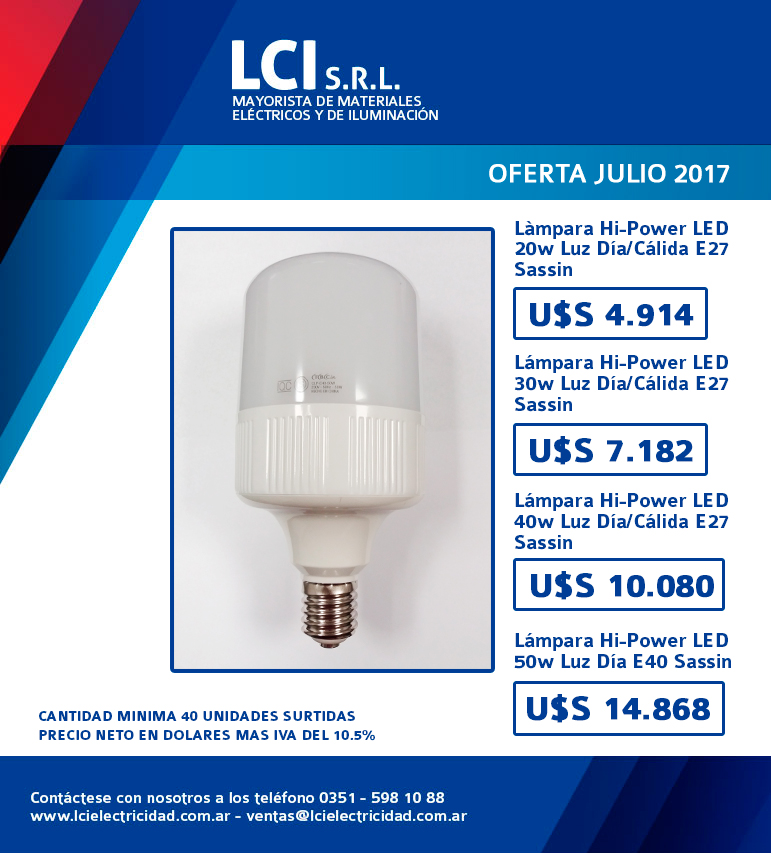 LCI S.R.L.
MAYORISTA DE MATERIALES
ELÉCTRICOS Y DE ILUMINACIÓN
OFERTA JULIO 2017
Làmpara Hi-Power LED
20w Luz Día/Cálida E27
Sassin
U$S 4.914
Lámpara Hi-Power LED
30w Luz Día/Cálida E27
Sassin
U$S 7.182
Lámpara Hi-Power LED
40w Luz Día/Cálida E27
Sassin
U$S 10.080
Lámpara Hi-Power LED
50w Luz Día E40 Sassin
U$S 14.868
CANTIDAD MINIMA 40 UNIDADES SURTIDAS
PRECIO NETO EN DOLARES MAS IVA DEL 10.5%
Contáctese con nosotros a los teléfono 0351 - 598 10 88
www.lcielectricidad.com.ar - ventas@lcielectricidad.com.ar